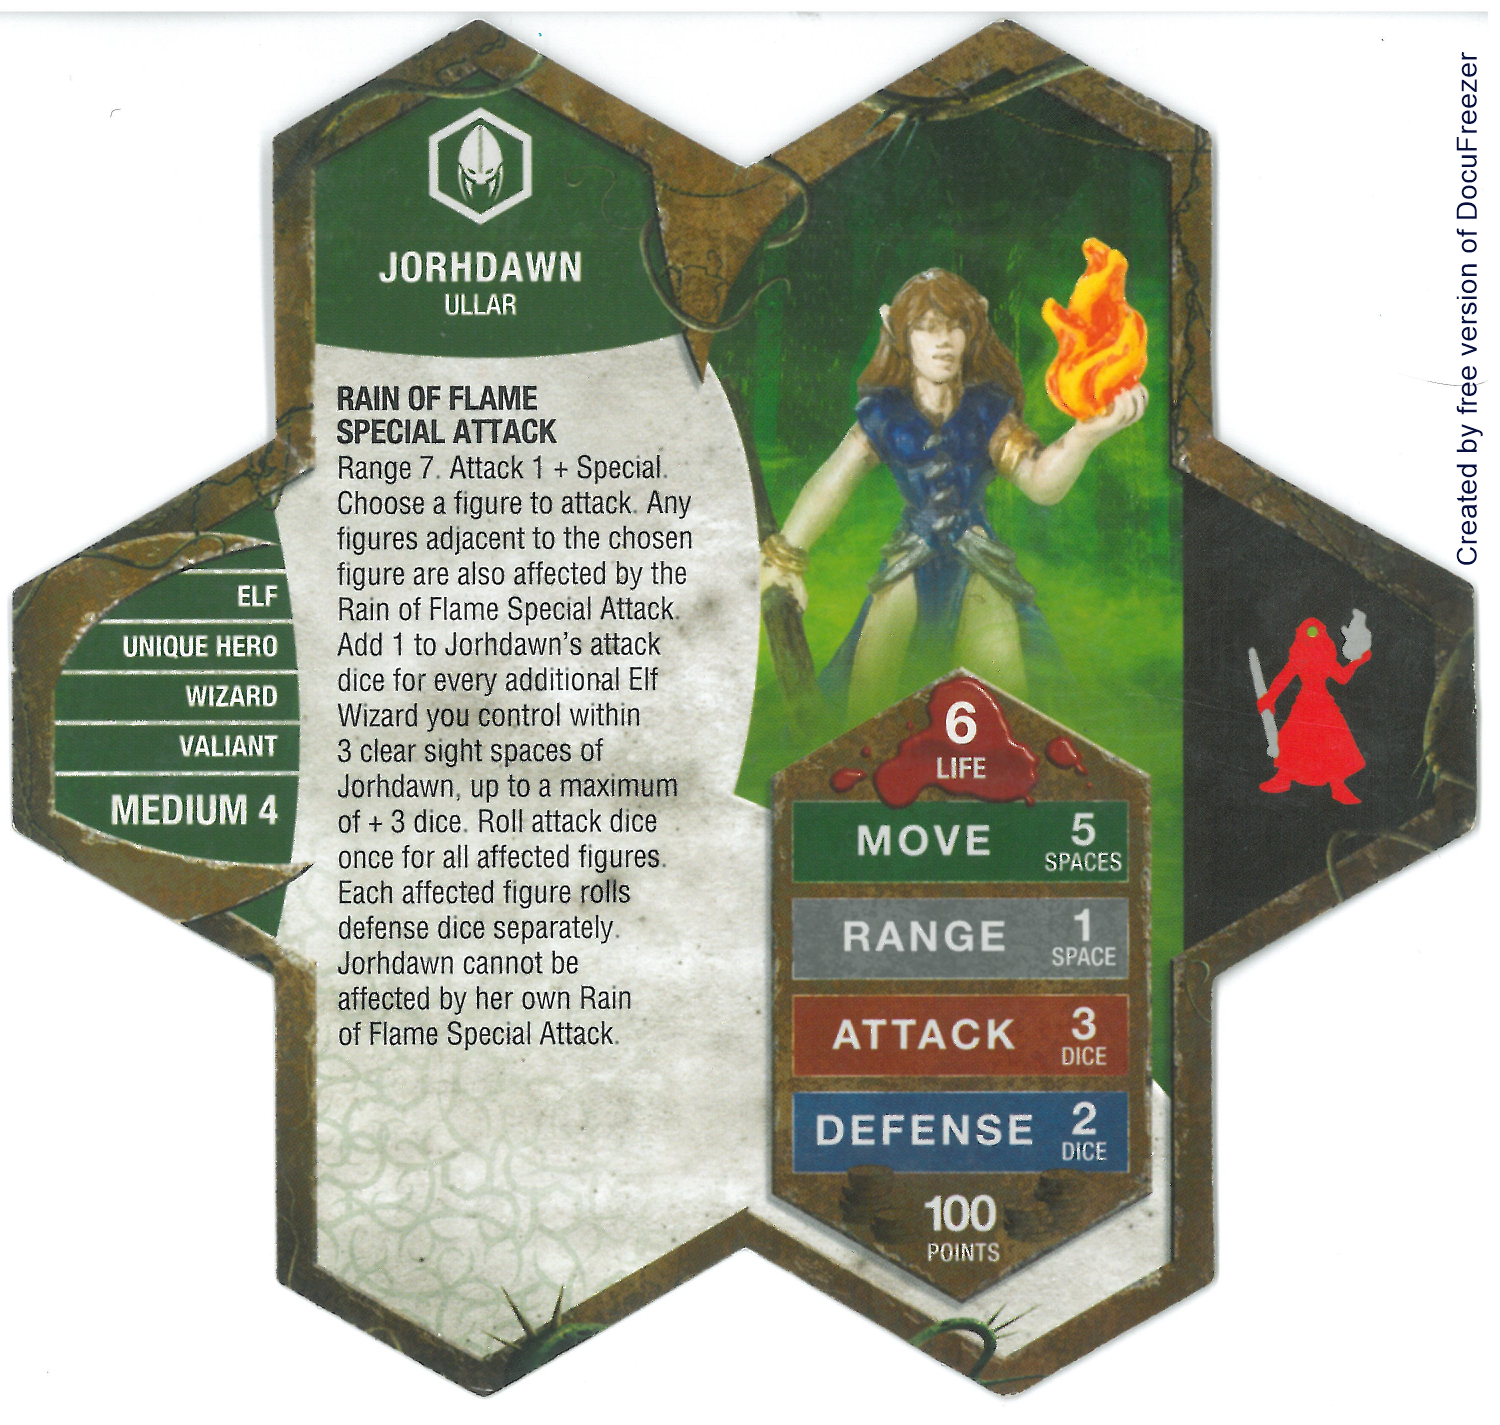 JORHDAWN
ULLAR
RAIN OF FLAME
SPECIAL ATTACK
Range 7. Attack 1 + Special.
Choose a figure to attack. Any
figures adjacent to the chosen
figure are also affected by the
Rain of Flame Special Attack.
Add 1 to Jorhdawn's attack
dice for every additional Elf
Wizard you control within
3 clear sight spaces of
Jorhdawn, up to a maximum
of + 3 dice. Roll attack dice
once for all affected figures.
Each affected figure rolls
defense dice separately.
Jorhdawn cannot be
affected by her own Rain
of Flame Special Attack.
ELF
UNIQUE HERO
WIZARD
VALIANT
MEDIUM 4
6
LIFE
MOVE 5
SPACES
RANGE 1
SPACE
ATTACK 3
DICE
DEFENSE 2
DICE
100
POINTS
Created by free version of DocuFreezer